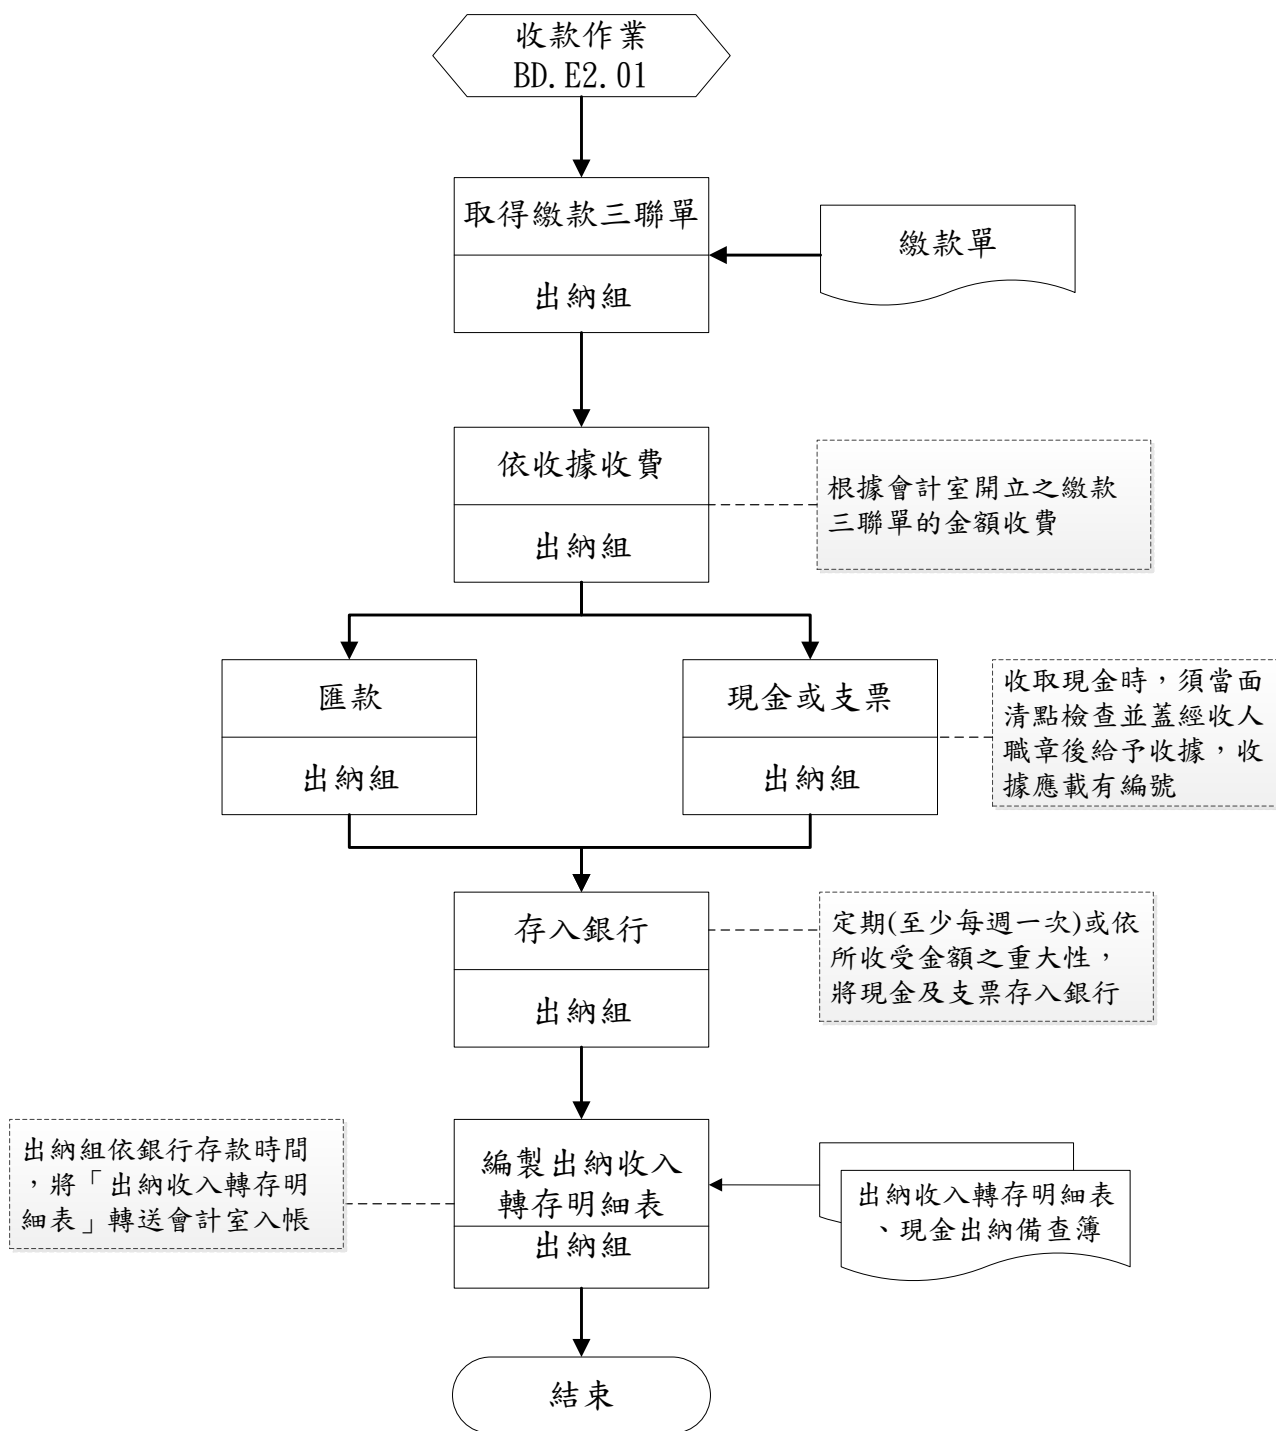 收款作業
BD.E2.01
取得繳款三聯單
出納組
繳款單
依收據收費
出納組
根據會計室開立之繳款
三聯單的金額收費
匯款
出納組
現金或支票
出納組
收取現金時，須當面
清點檢查並蓋經收人
職章後給予收據，收
據應載有編號
存入銀行
出納組
定期(至少每週一次)或依
所收受金額之重大性，
將現金及支票存入銀行
出納組依銀行存款時間
，將「出納收入轉存明
細表」轉送會計室入帳
編製出納收入
轉存明細表
出納組
出納收入轉存明細表
、現金出納備查簿
結束